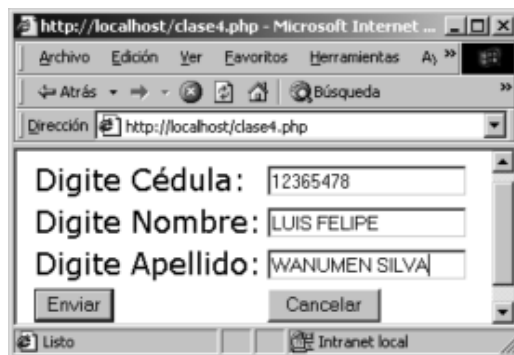 http://localhost/clase4.php - Microsoft Internet ...
Archivo Edición Ver Favoritos Herramientas Ay »
Atrás Búsqueda »
Dirección http://localhost/clase4.php
Digite Cédula: 12365478
Digite Nombre: LUIS FELIPE
Digite Apellido: WANUMEN SILVA
Enviar Cancelar
Listo Intranet local